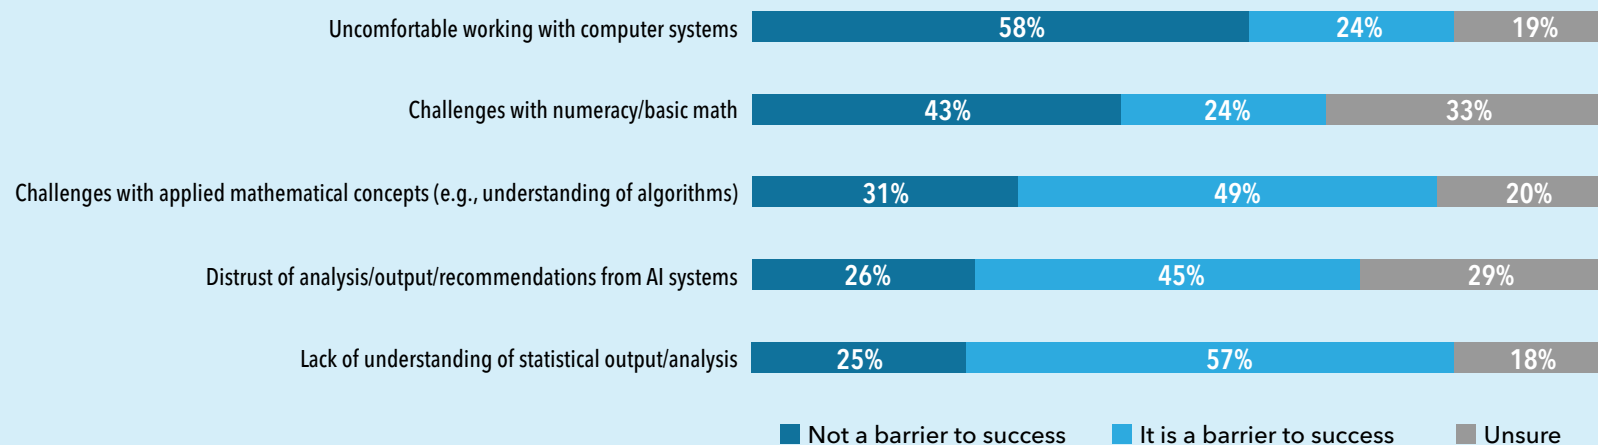 Uncomfortable working with computer systems 58% 24% 19%
Challenges with numeracy/basic math 43% 24% 33%
Challenges with applied mathematical concepts (e.g., understanding of algorithms) 31% 49% 20%
Distrust of analysis/output/recommendations from AI systems 26% 45% 29%
Lack of understanding of statistical output/analysis 25% 57% 18%
Not a barrier to success It is a barrier to success Unsure